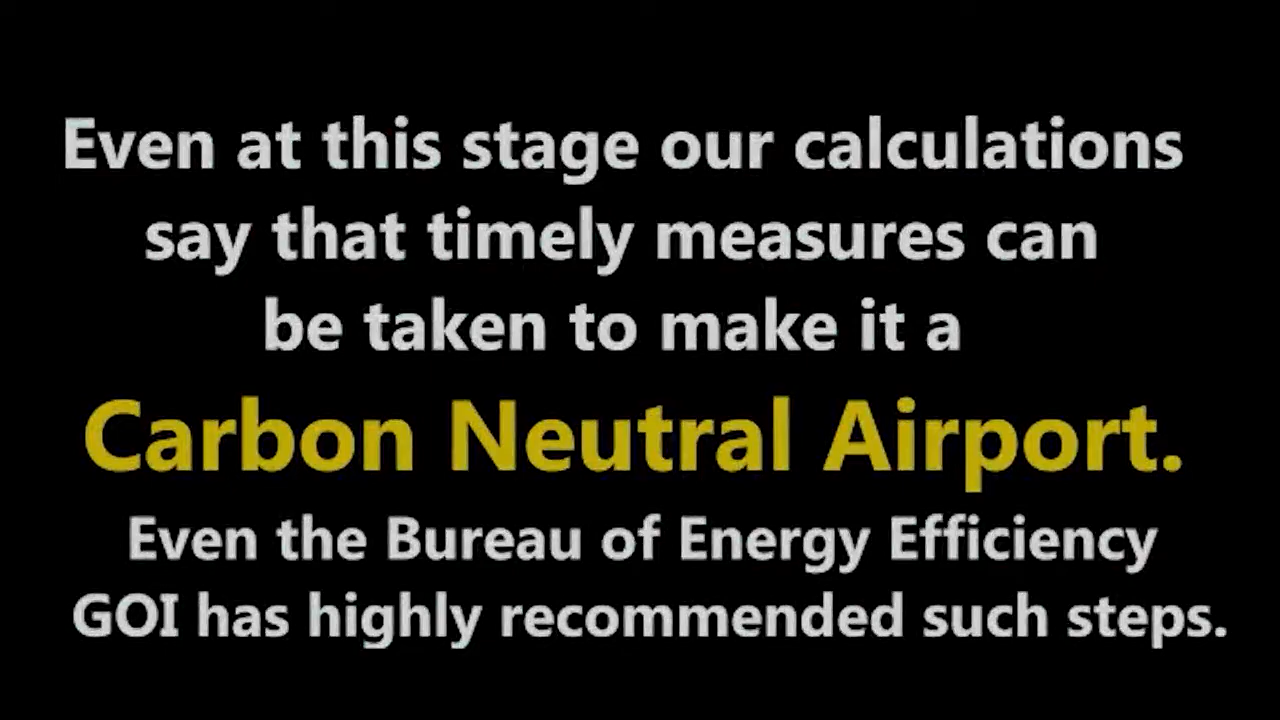 Even at this stage our calculations
say that timely measures can
be taken to make it a
Carbon Neutral Airport.
Even the Bureau of Energy Efficiency
GOI has highly recommended such steps.